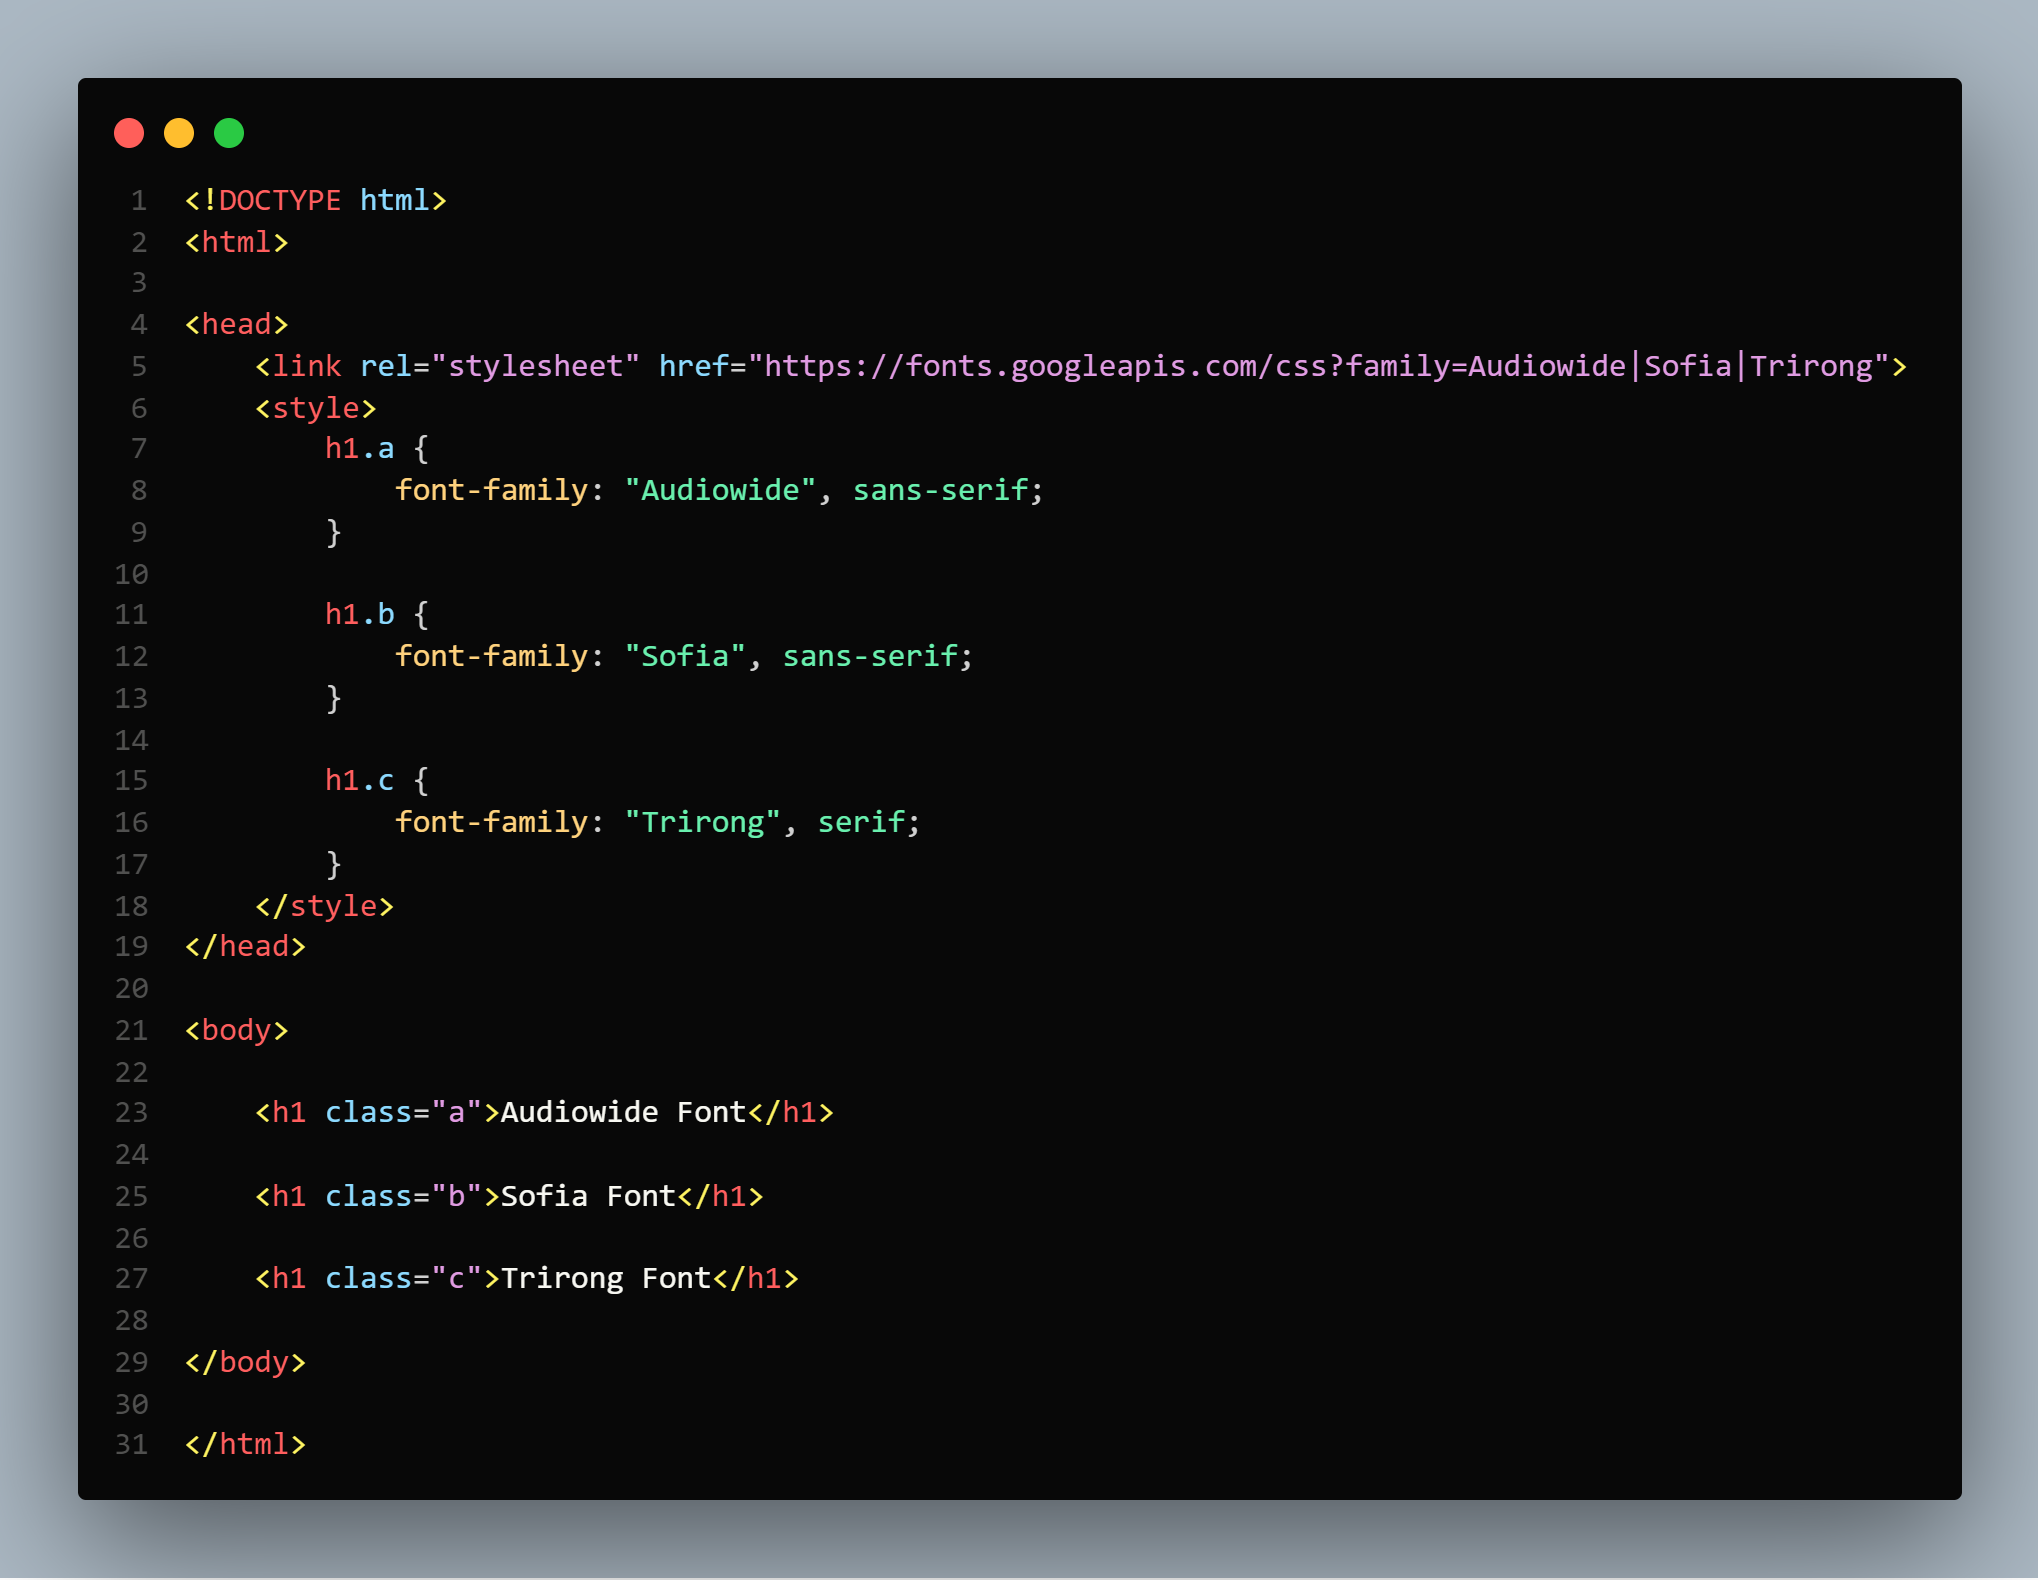 1 <!DOCTYPE html>
2 <html>
3
4 <head>
5     <link rel="stylesheet" href="https://fonts.googleapis.com/css?family=Audiowide|Sofia|Trirong">
6     <style>
7         h1.a {
8             font-family: "Audiowide", sans-serif;
9         }
10
11         h1.b {
12             font-family: "Sofia", sans-serif;
13         }
14
15         h1.c {
16             font-family: "Trirong", serif;
17         }
18     </style>
19 </head>
20
21 <body>
22
23     <h1 class="a">Audiowide Font</h1>
24
25     <h1 class="b">Sofia Font</h1>
26
27     <h1 class="c">Trirong Font</h1>
28
29 </body>
30
31 </html>